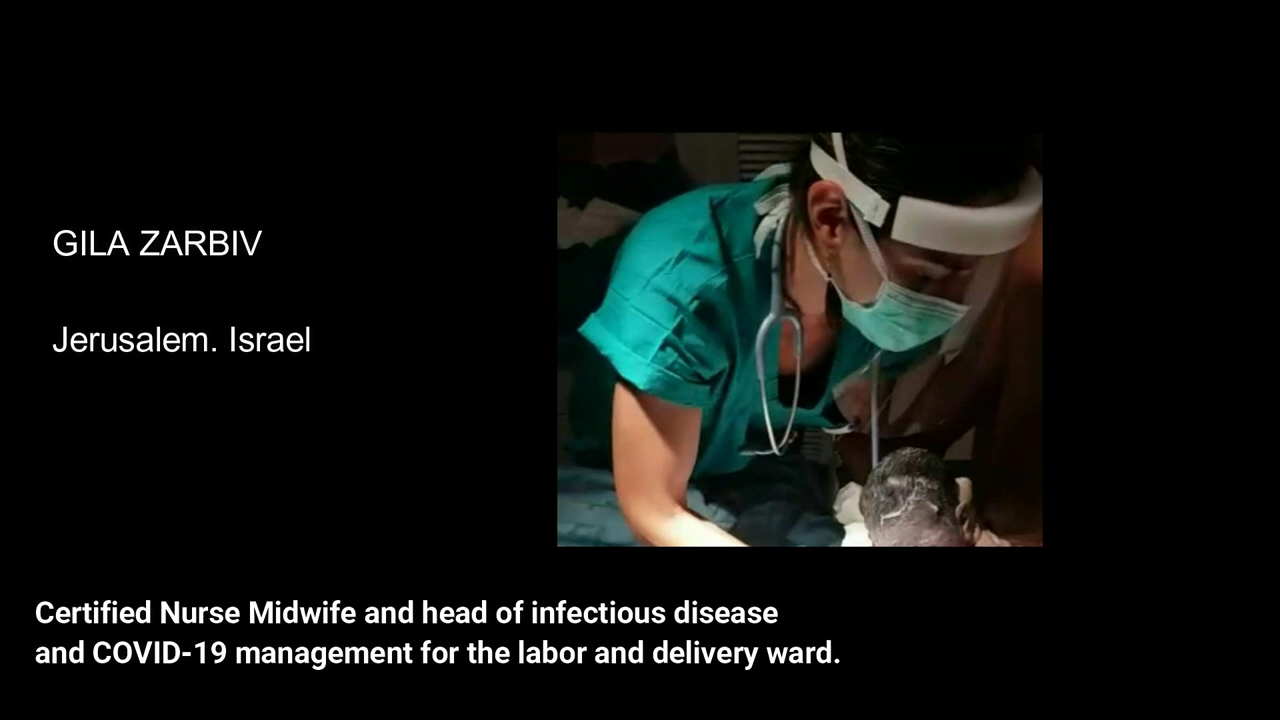 GILA ZARBIV
Jerusalem. Israel
Certified Nurse Midwife and head of infectious disease
and COVID-19 management for the labor and delivery ward.